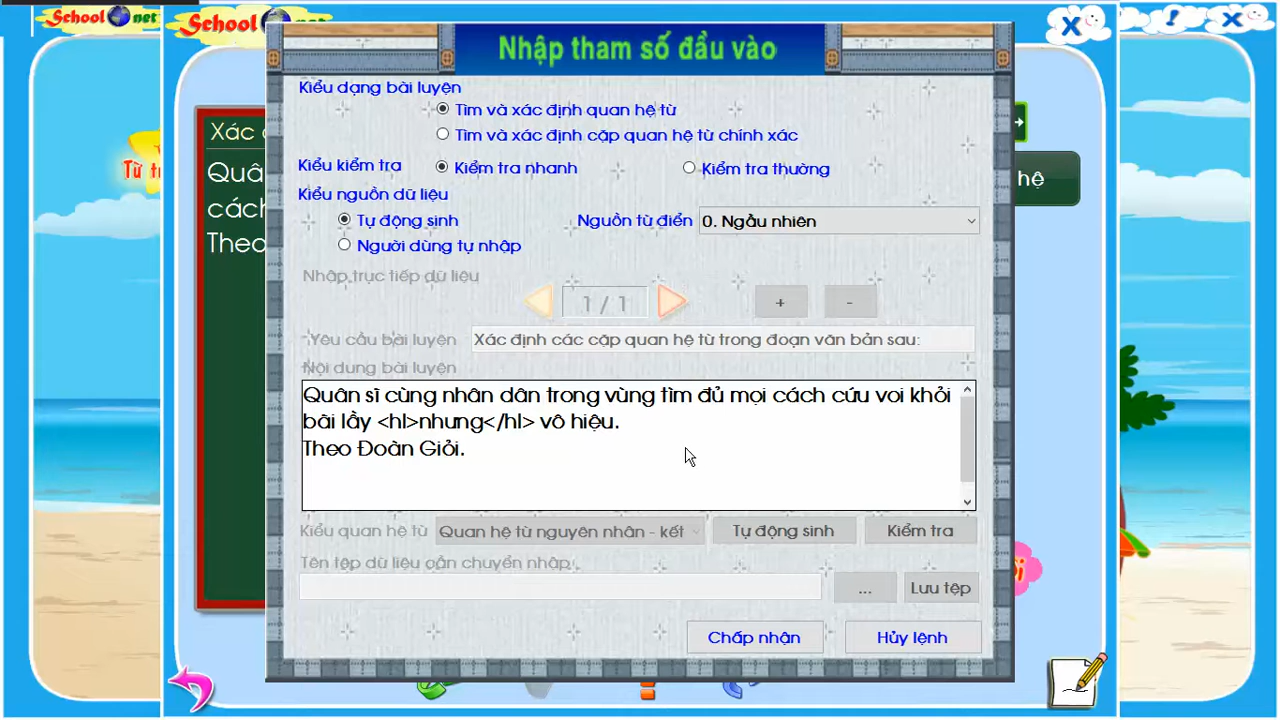 School net
School
Nhập tham số đầu vào
Kiểu dạng bài luyện
Tìm và xác định quan hệ từ
Tìm và xác định cặp quan hệ từ chính xác
Kiểu kiểm tra
Kiểm tra nhanh
Kiểm tra thường
Kiểu nguồn dữ liệu
Tự động sinh
Nguồn từ điển
0. Ngẫu nhiên
Người dùng tự nhập
Nhập trực tiếp dữ liệu
1 / 1
+
-
Yêu cầu bài luyện
Xác định các cặp quan hệ từ trong đoạn văn bản sau:
Nội dung bài luyện
Quân sĩ cùng nhân dân trong vùng tìm đủ mọi cách cứu voi khỏi
bãi lầy <hl>nhưng</hl> vô hiệu.
Theo Đoàn Giỏi.
Kiểu quan hệ từ
Quan hệ từ nguyên nhân - kết
Tự động sinh
Kiểm tra
Tên tệp dữ liệu cần chuyển nhập
...
Lưu tệp
Chấp nhận
Hủy lệnh
Xác
Quân
cách
Theo
hệ
Từ tr